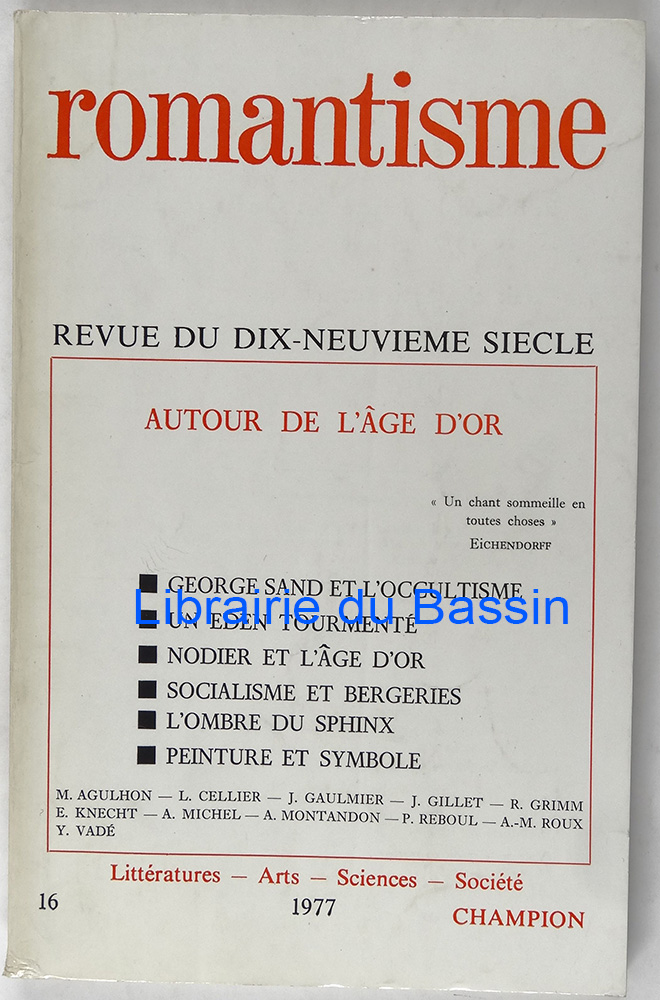 romantisme
REVUE DU DIX-NEUVIEME SIECLE
AUTOUR DE L'ÂGE D'OR
« Un chant sommeille en
toutes choses »
EICHENDORFF
■ GEORGE SAND ET L'OCCULTISME
Librairie du Bassin
■ UN EDEN TOURMENTÉ
■ NODIER ET L'ÂGE D'OR
■ SOCIALISME ET BERGERIES
■ L'OMBRE DU SPHINX
■ PEINTURE ET SYMBOLE
M. AGULHON — L. CELLIER — J. GAULMIER — J. GILLET — R. GRIMM
E. KNECHT — A. MICHEL — A. MONTANDON — P. REBOUL — A.-M. ROUX
Y. VADÉ
Littératures — Arts — Sciences — Société
16 1977 CHAMPION